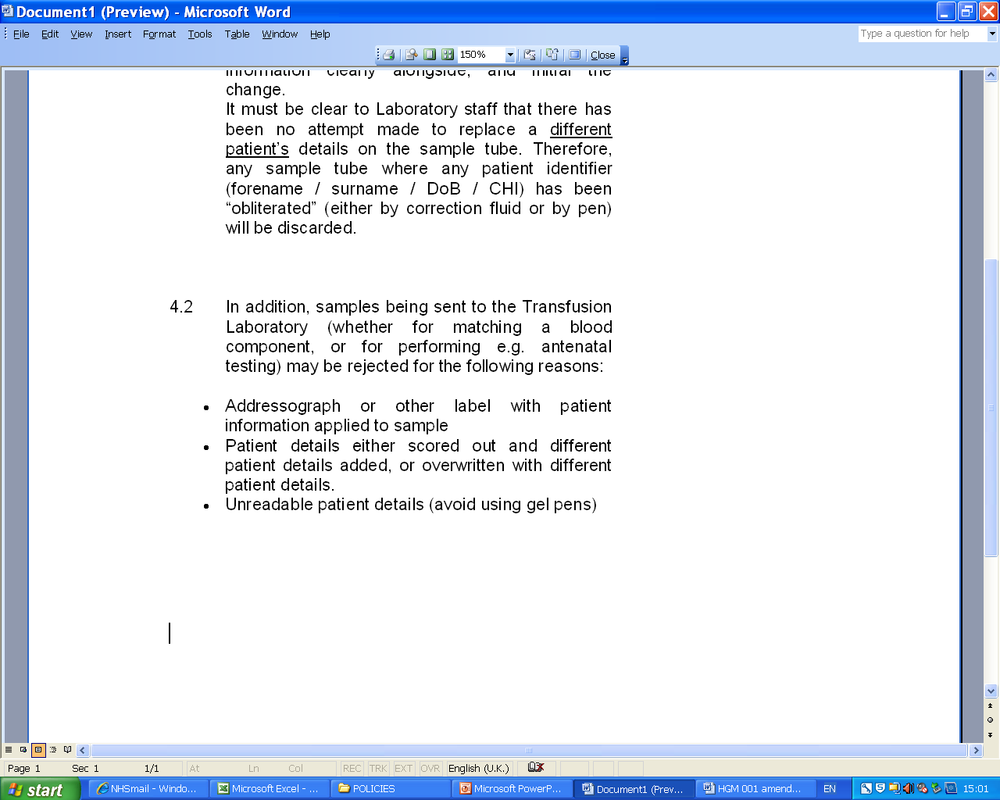 Document1 (Preview) - Microsoft Word
File Edit View Insert Format Tools Table Window Help
Type a question for help
150%
Close
information clearly alongside, and initial the
change.
It must be clear to Laboratory staff that there has
been no attempt made to replace a different
patient's details on the sample tube. Therefore,
any sample tube where any patient identifier
(forename / surname / DoB / CHI) has been
“obliterated” (either by correction fluid or by pen)
will be discarded.
4.2 In addition, samples being sent to the Transfusion
Laboratory (whether for matching a blood
component, or for performing e.g. antenatal
testing) may be rejected for the following reasons:
• Addressograph or other label with patient
information applied to sample
• Patient details either scored out and different
patient details added, or overwritten with different
patient details.
• Unreadable patient details (avoid using gel pens)
Page 1 Sec 1 1/1 At Ln Col REC TRK EXT OVR English (U.K.)
start NHSmail - Windo... Microsoft Excel - ... POLICIES Microsoft PowerP... Document1 (Prev... HGM 001 amend... EN 15:01